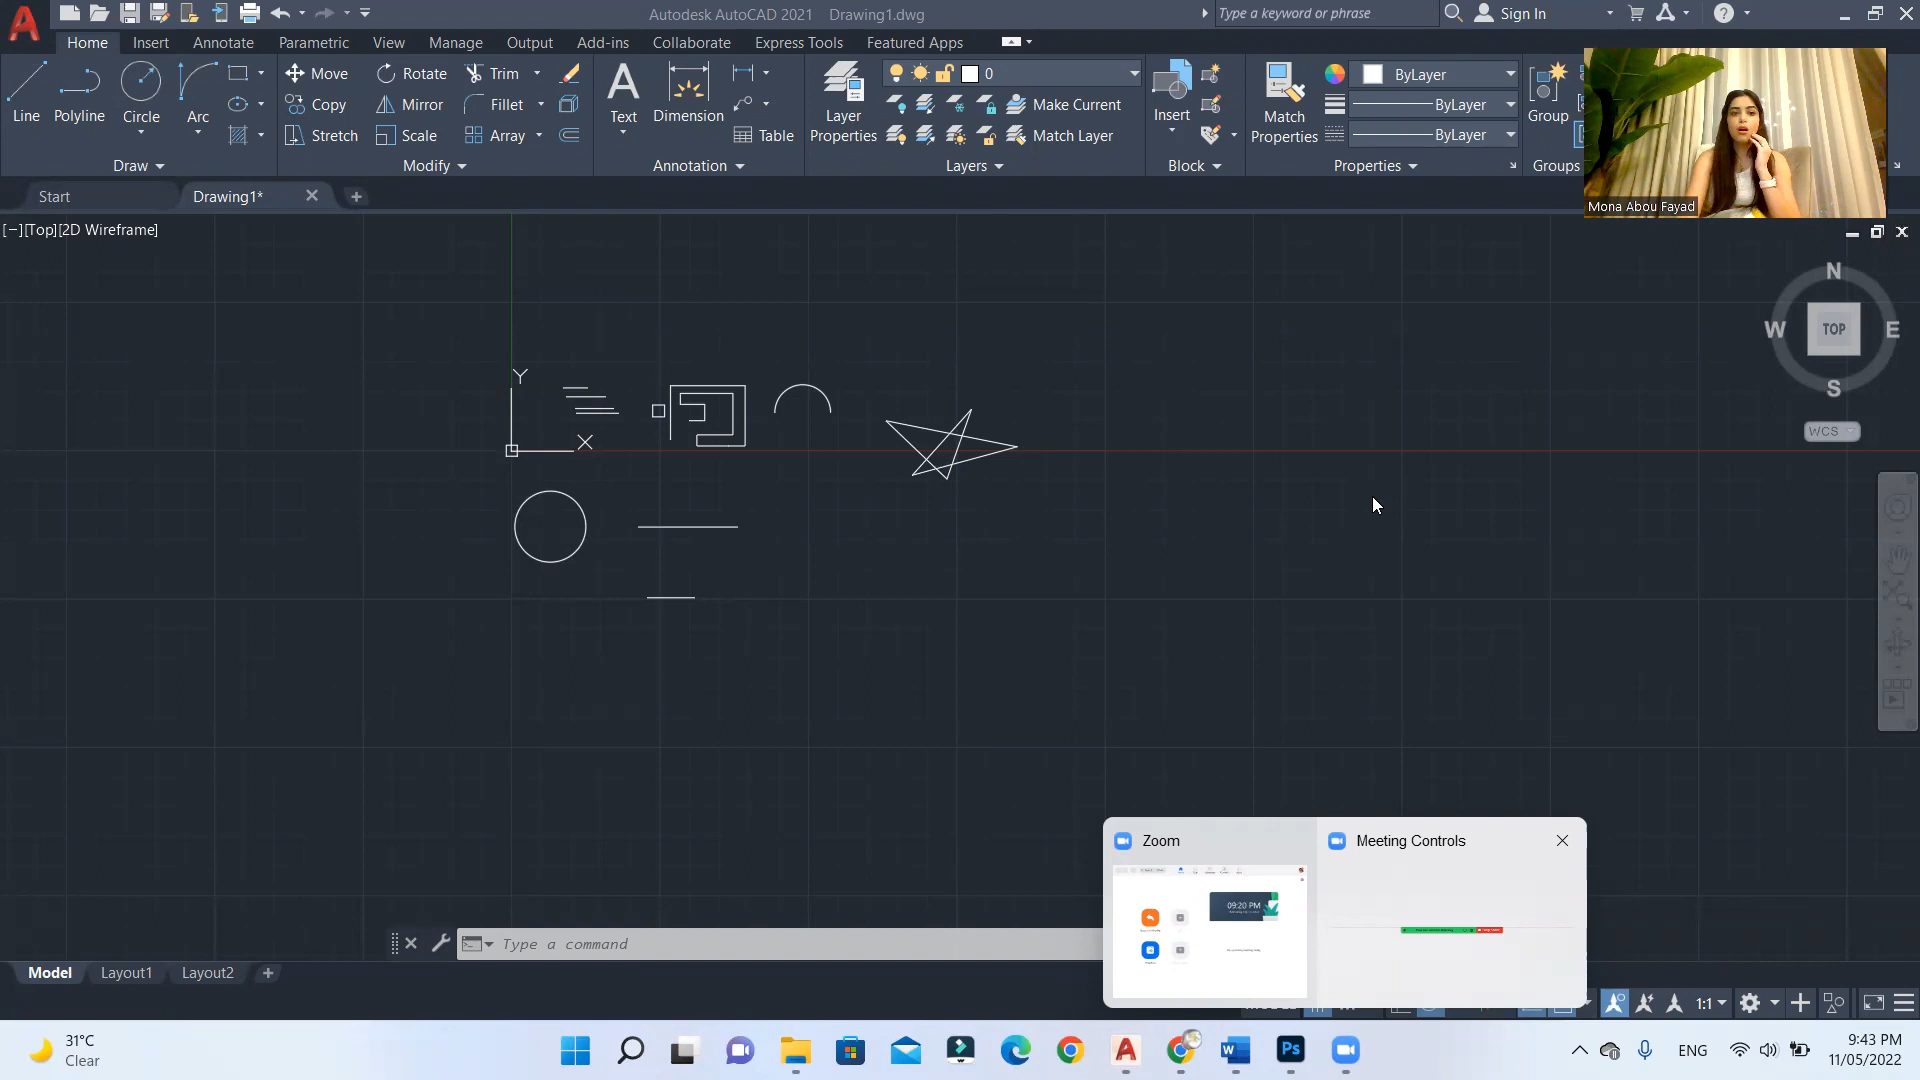 Autodesk AutoCAD 2021 Drawing1.dwg
Type a keyword or phrase
Sign In
Home Insert Annotate Parametric View Manage Output Add-ins Collaborate Express Tools Featured Apps
Line
Polyline
Circle
Arc
Move Rotate Trim
Copy Mirror Fillet
Stretch Scale Array
Text
Dimension
Table
Layer
Properties
0
Make Current
Match Layer
Insert
Match
Properties
ByLayer
ByLayer
ByLayer
Group
Draw Modify Annotation Layers Block Properties Groups
Mona Abou Fayad
Start Drawing1*
[−][Top][2D Wireframe]
N
W TOP E
S
WCS
Y
X
Zoom
Meeting Controls
09:20 PM
Type a command
Model Layout1 Layout2
1:1
31°C
Clear
ENG
9:43 PM
11/05/2022